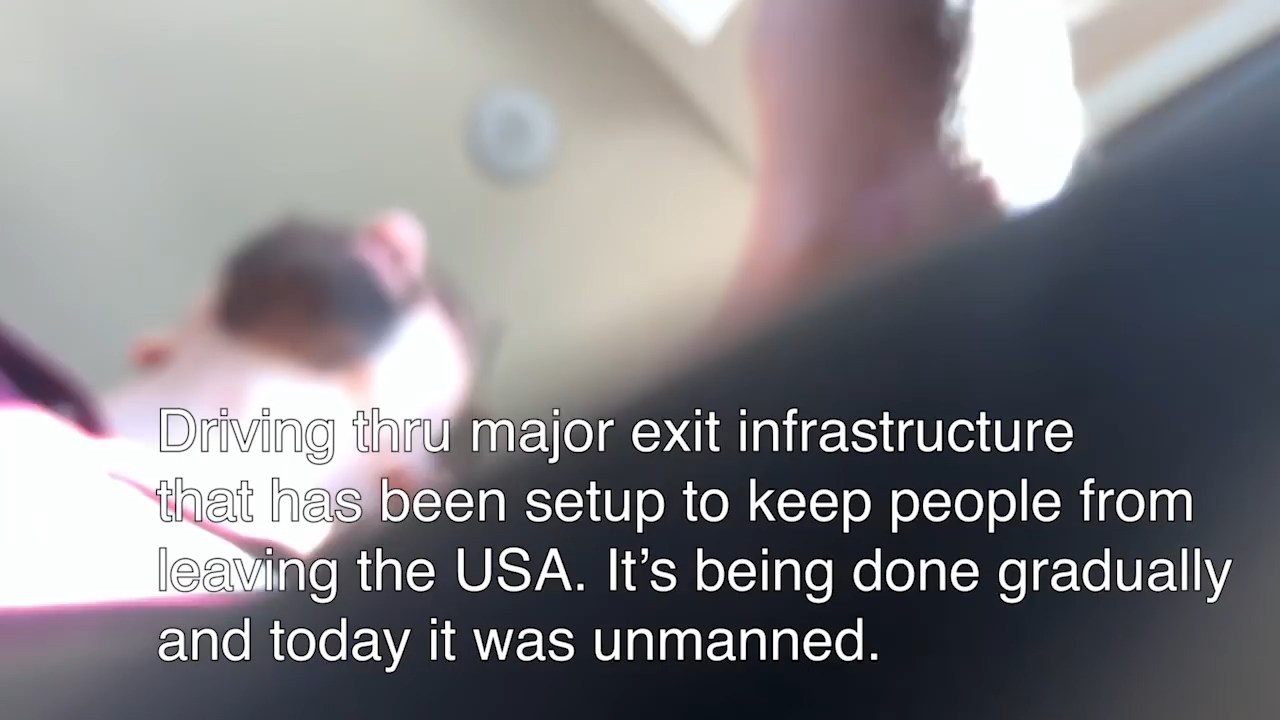 Driving thru major exit infrastructure
that has been setup to keep people from
leaving the USA. It’s being done gradually
and today it was unmanned.